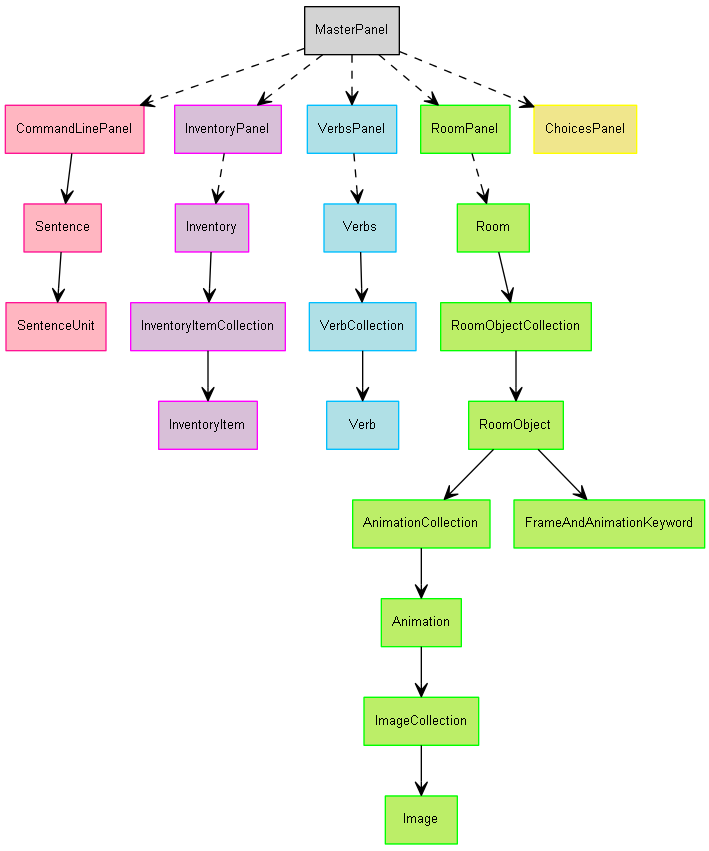 MasterPanel
CommandLinePanel
InventoryPanel
VerbsPanel
RoomPanel
ChoicesPanel
Sentence
Inventory
Verbs
Room
SentenceUnit
InventoryItemCollection
VerbCollection
RoomObjectCollection
InventoryItem
Verb
RoomObject
AnimationCollection
FrameAndAnimationKeyword
Animation
ImageCollection
Image